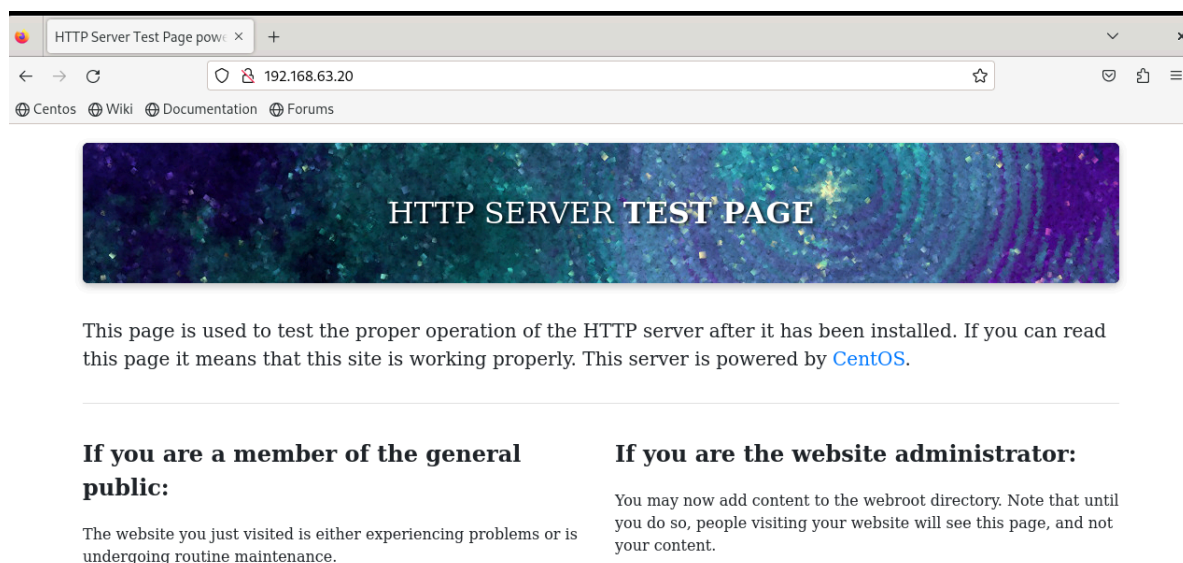 HTTP Server Test Page powe
192.168.63.20
Centos Wiki Documentation Forums
HTTP SERVER TEST PAGE
This page is used to test the proper operation of the HTTP server after it has been installed. If you can read
this page it means that this site is working properly. This server is powered by CentOS.
If you are a member of the general
public:
The website you just visited is either experiencing problems or is
undergoing routine maintenance.
If you are the website administrator:
You may now add content to the webroot directory. Note that until
you do so, people visiting your website will see this page, and not
your content.